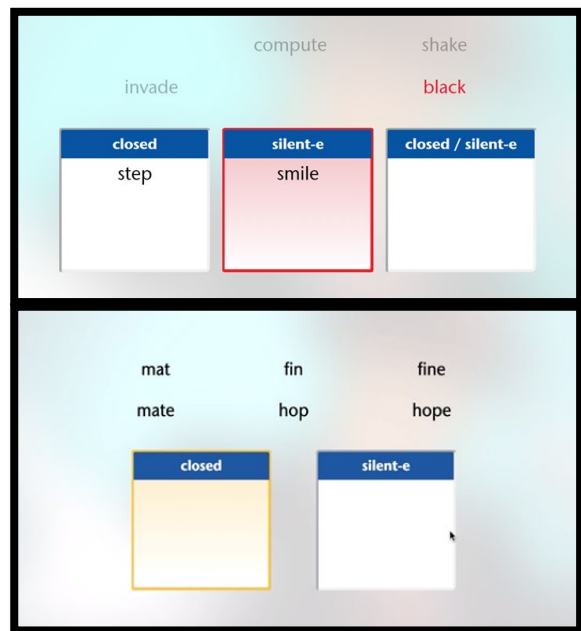 compute shake
invade black
closed silent-e closed / silent-e
step smile
mat fin fine
mate hop hope
closed silent-e